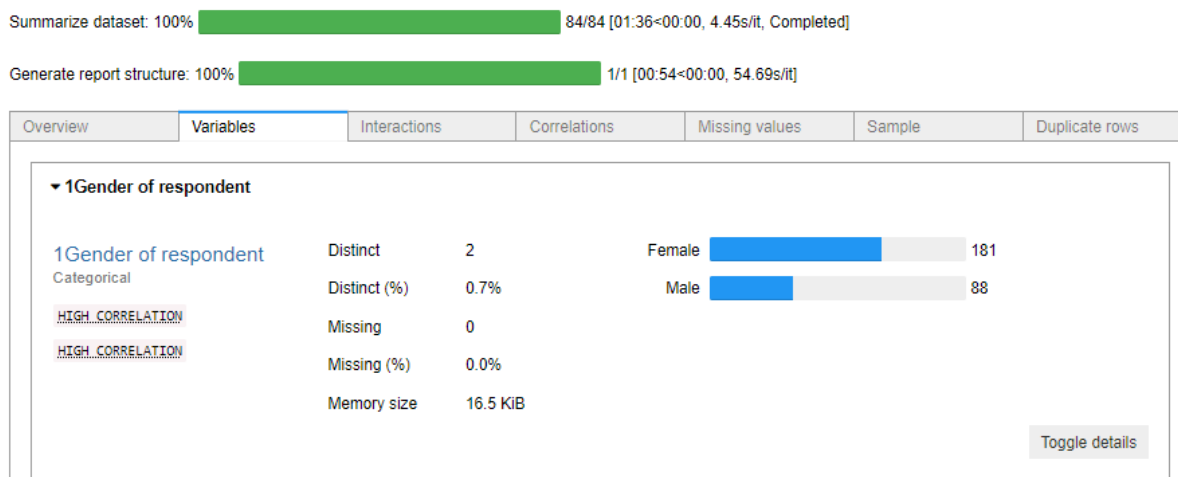 Summarize dataset: 100% 84/84 [01:36<00:00, 4.45s/it, Completed]
Generate report structure: 100% 1/1 [00:54<00:00, 54.69s/it]
Overview Variables Interactions Correlations Missing values Sample Duplicate rows
1Gender of respondent
1Gender of respondent
Categorical
HIGH CORRELATION
HIGH CORRELATION
Distinct 2
Distinct (%) 0.7%
Missing 0
Missing (%) 0.0%
Memory size 16.5 KiB
Female 181
Male 88
Toggle details